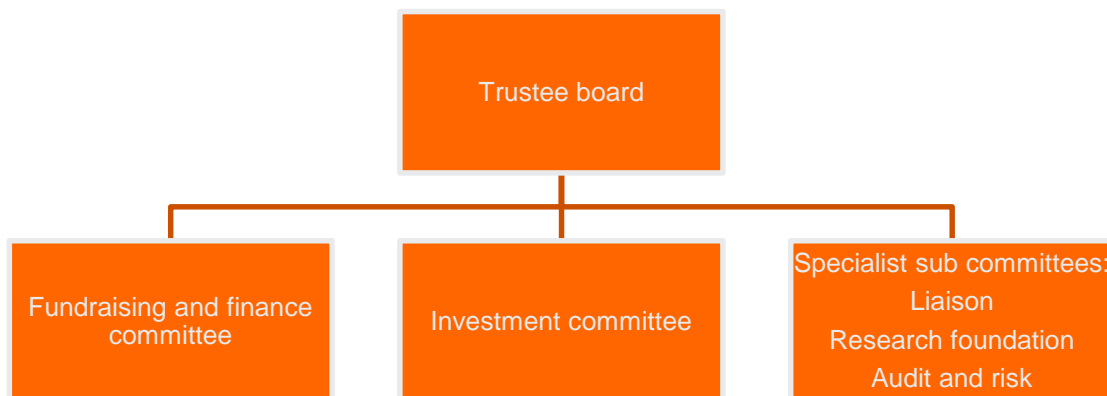 Trustee board
Fundraising and finance
committee
Investment committee
Specialist sub committees:
Liaison
Research foundation
Audit and risk